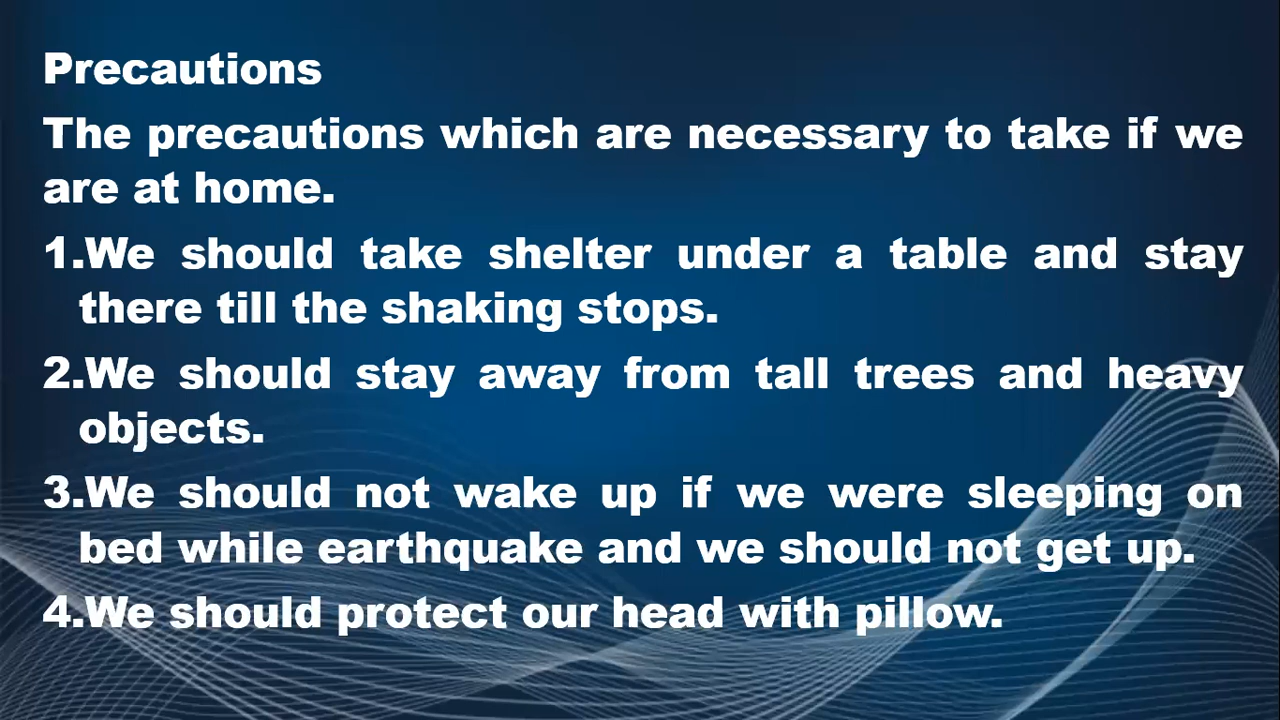 Precautions
The precautions which are necessary to take if we
are at home.
1.We should take shelter under a table and stay
there till the shaking stops.
2.We should stay away from tall trees and heavy
objects.
3.We should not wake up if we were sleeping on
bed while earthquake and we should not get up.
4.We should protect our head with pillow.